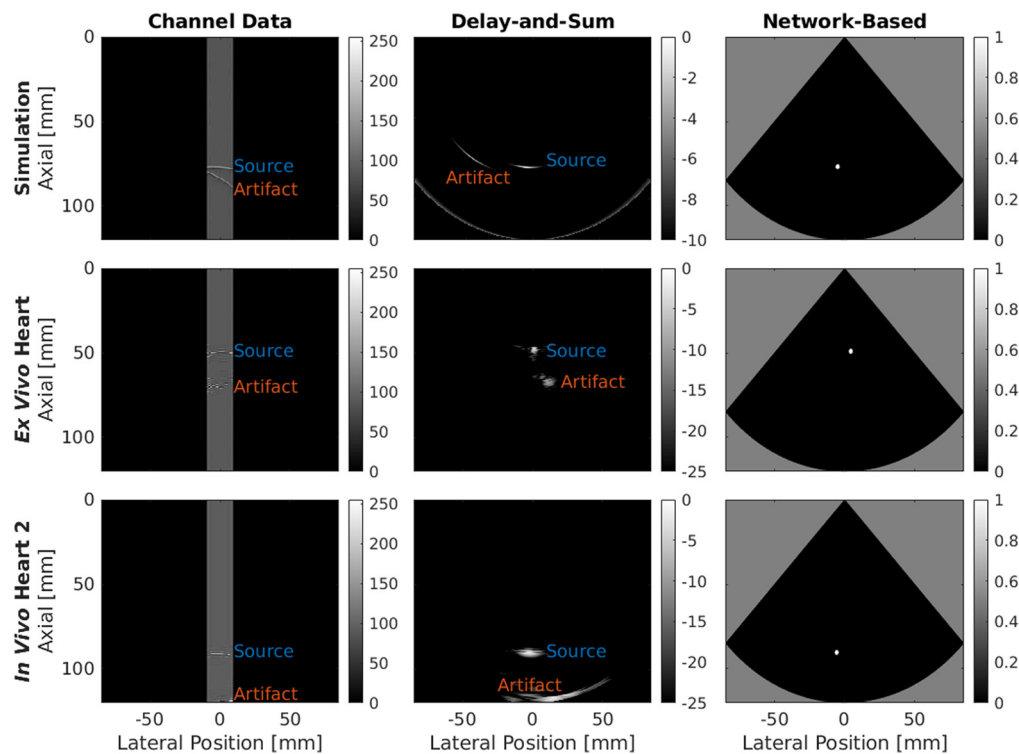 Channel Data
Delay-and-Sum
Network-Based
Simulation
Axial [mm]
0
50
100
Source
Artifact
250
200
150
100
50
0
Artifact
Source
0
-2
-4
-6
-8
-10
1
0.8
0.6
0.4
0.2
0
Ex Vivo Heart
Axial [mm]
0
50
100
Source
Artifact
250
200
150
100
50
0
Source
Artifact
0
-5
-10
-15
-20
-25
1
0.8
0.6
0.4
0.2
0
In Vivo Heart 2
Axial [mm]
0
50
100
Source
Artifact
-50 0 50
Lateral Position [mm]
250
200
150
100
50
0
Source
Artifact
-50 0 50
Lateral Position [mm]
0
-5
-10
-15
-20
-25
-50 0 50
Lateral Position [mm]
1
0.8
0.6
0.4
0.2
0